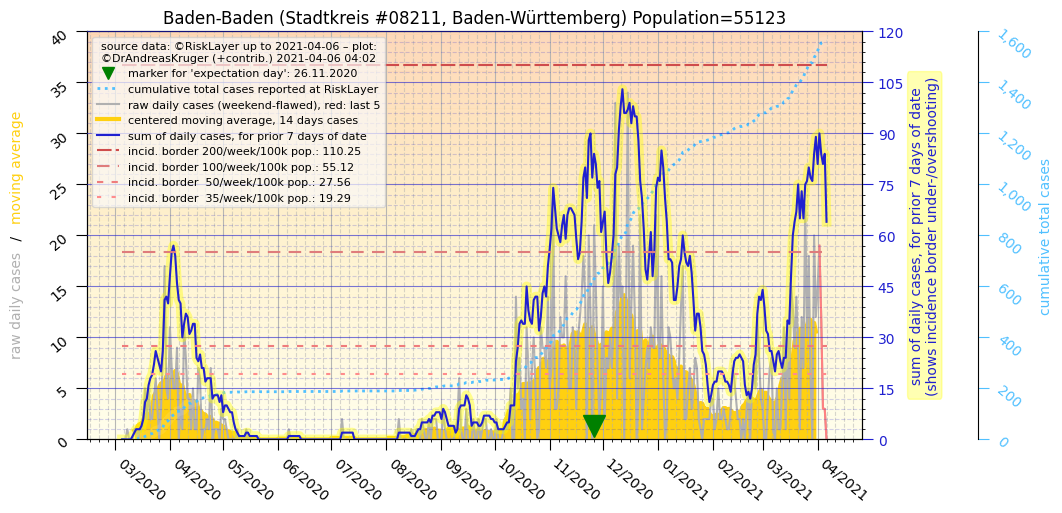 Baden-Baden (Stadtkreis #08211, Baden-Württemberg) Population=55123
source data: ©RiskLayer up to 2021-04-06 – plot:
©DrAndreasKruger (+contrib.) 2021-04-06 04:02
marker for 'expectation day': 26.11.2020
cumulative total cases reported at RiskLayer
raw daily cases (weekend-flawed), red: last 5
centered moving average, 14 days cases
sum of daily cases, for prior 7 days of date
incid. border 200/week/100k pop.: 110.25
incid. border 100/week/100k pop.: 55.12
incid. border  50/week/100k pop.: 27.56
incid. border  35/week/100k pop.: 19.29
raw daily cases / moving average
40
35
30
25
20
15
10
5
0
03/2020
04/2020
05/2020
06/2020
07/2020
08/2020
09/2020
10/2020
11/2020
12/2020
01/2021
02/2021
03/2021
04/2021
120
105
90
75
60
45
30
15
0
sum of daily cases, for prior 7 days of date
(shows incidence border under-/overshooting)
1,600
1,400
1,200
1,000
800
600
400
200
0
cumulative total cases